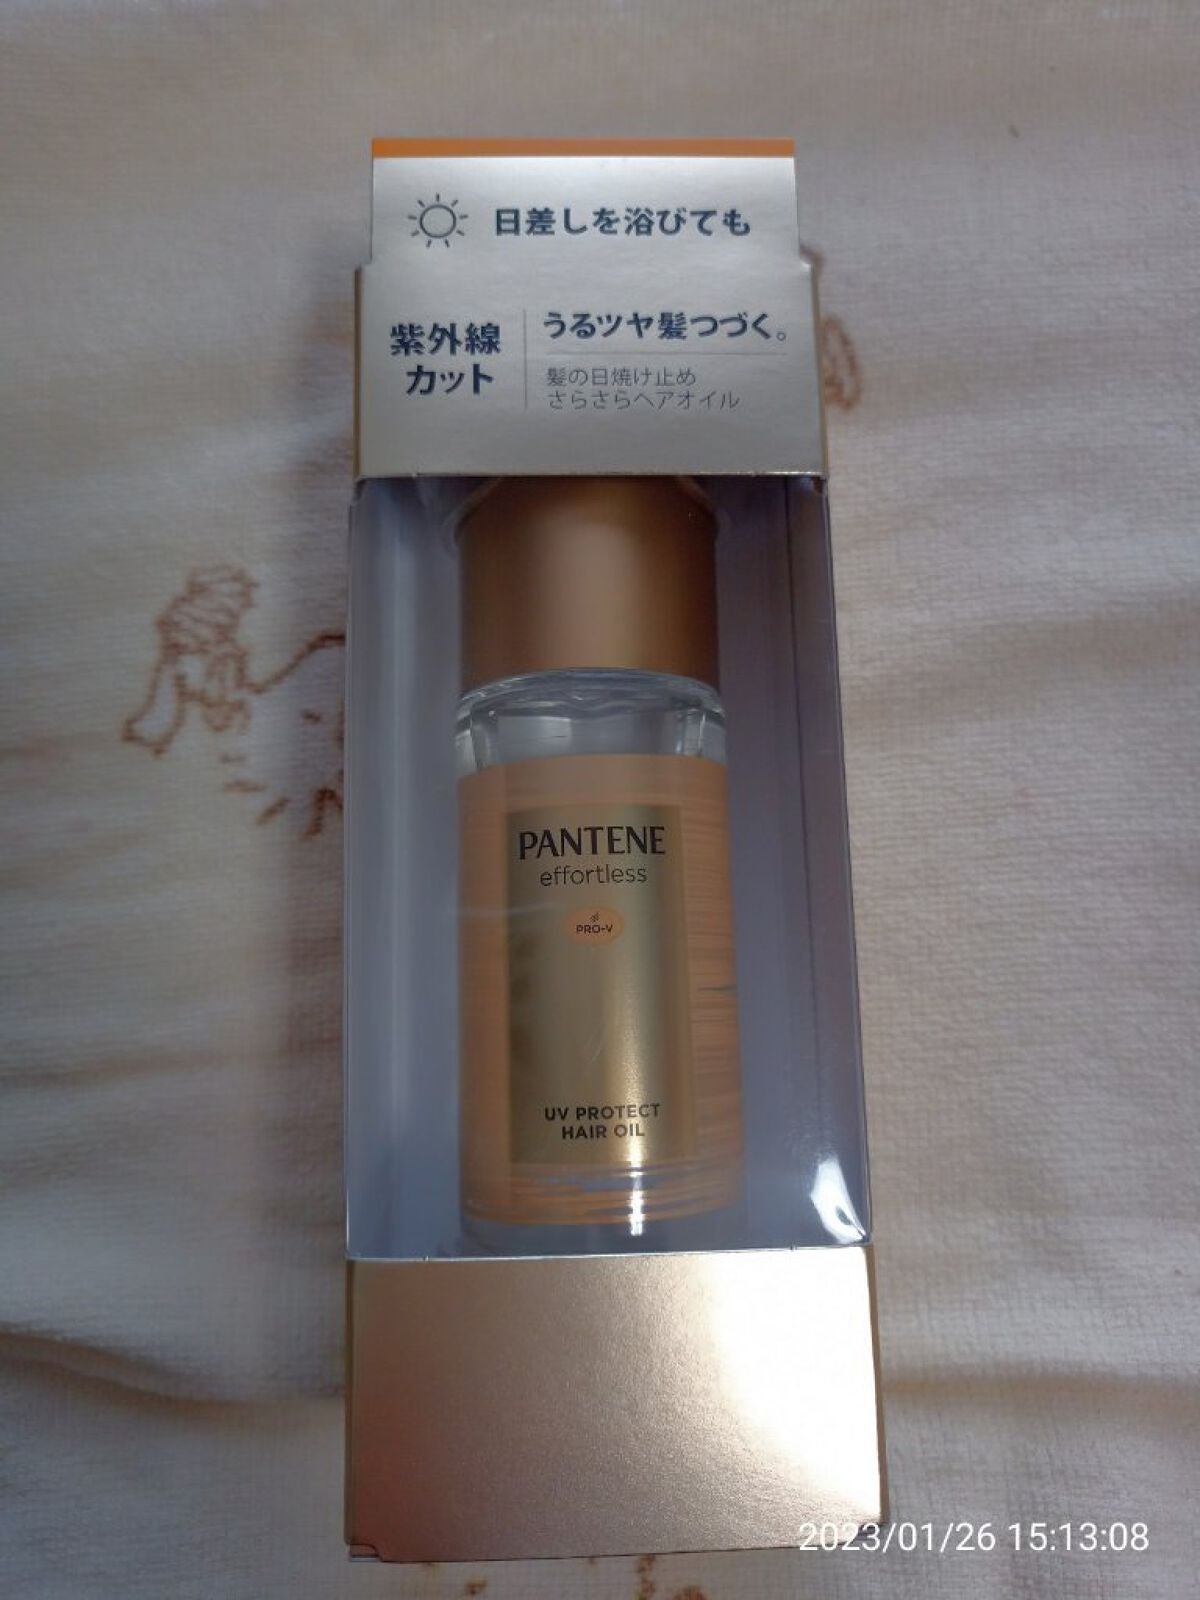 日差しを浴びても
紫外線
カット
うるツヤ髪つづく。
髪の日焼け止め
さらさらヘアオイル
PANTENE
effortless
PRO-V
UV PROTECT
HAIR OIL
2023/01/26 15:13:08